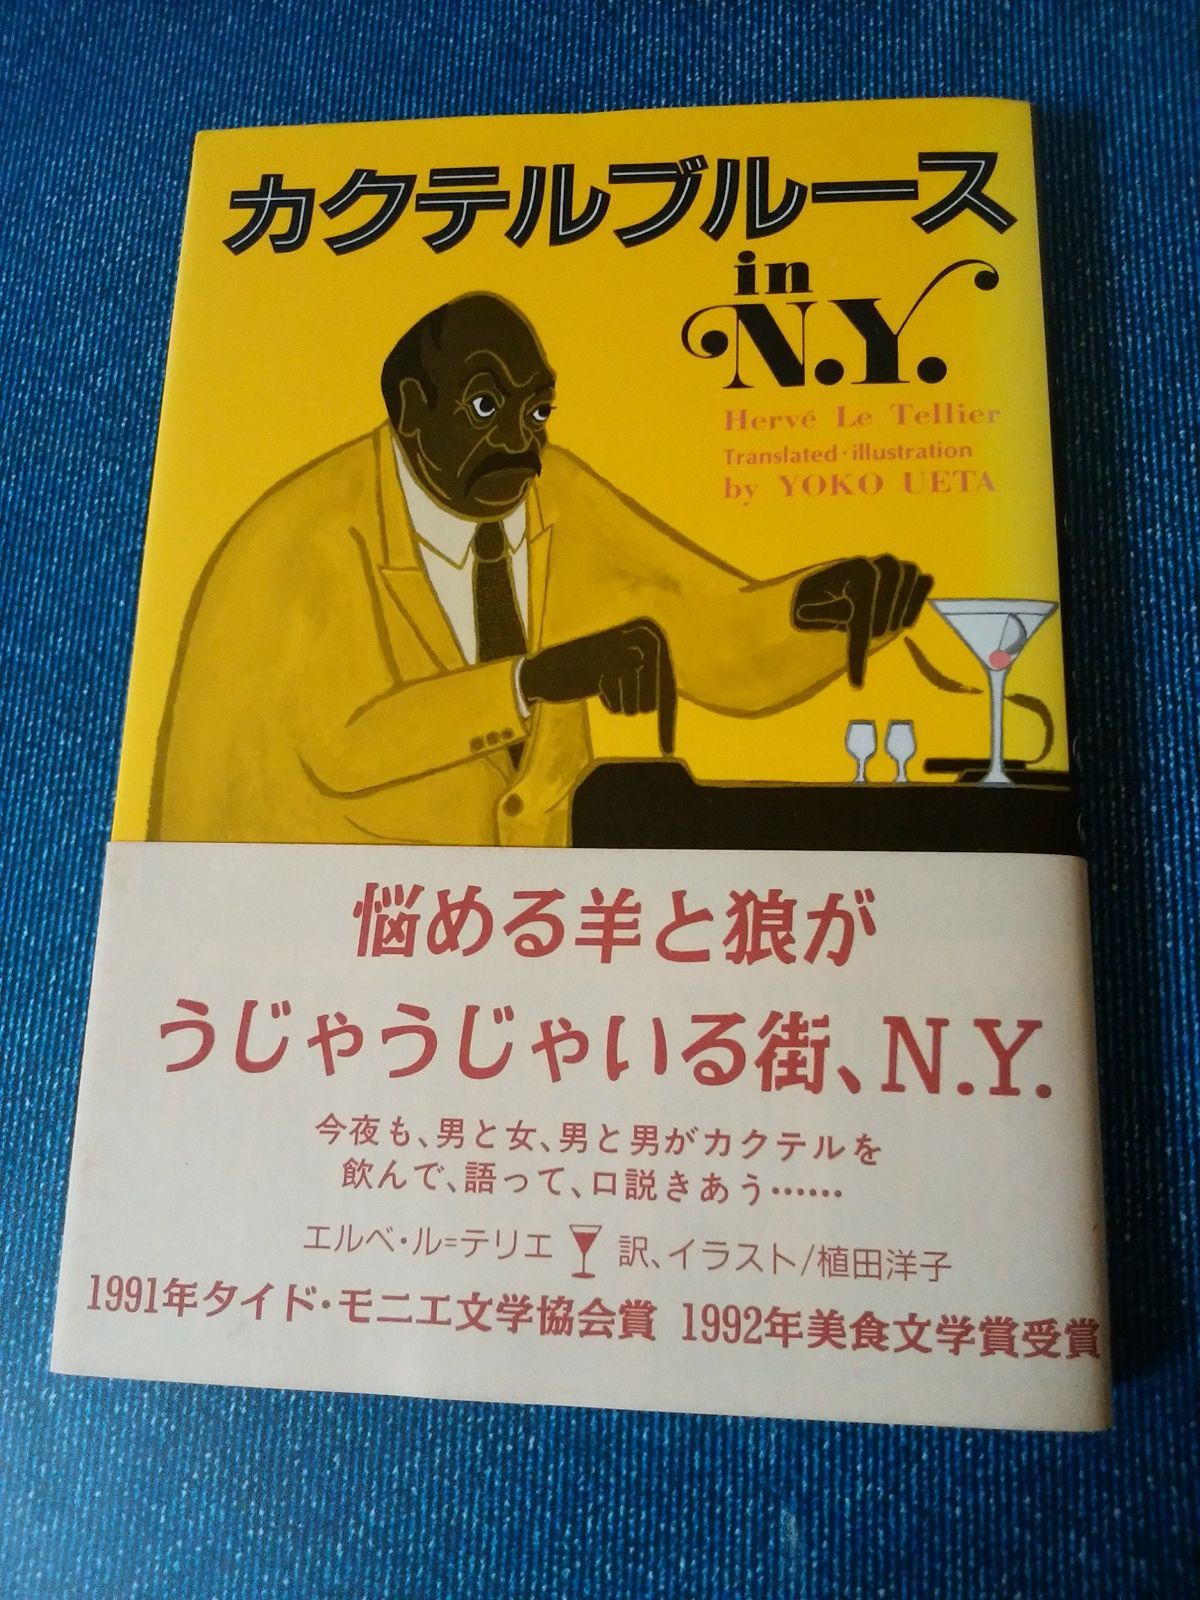 カクテルブルース
in
N.Y.
Hervé Le Tellier
Translated・illustration
by YOKO UETA
悩める羊と狼が
うじゃうじゃいる街、N.Y.
今夜も、男と女、男と男がカクテルを
飲んで、語って、口説きあう……
エルベ・ル=テリエ 訳、イラスト/植田洋子
1991年タイド・モニエ文学協会賞 1992年美食文学賞受賞